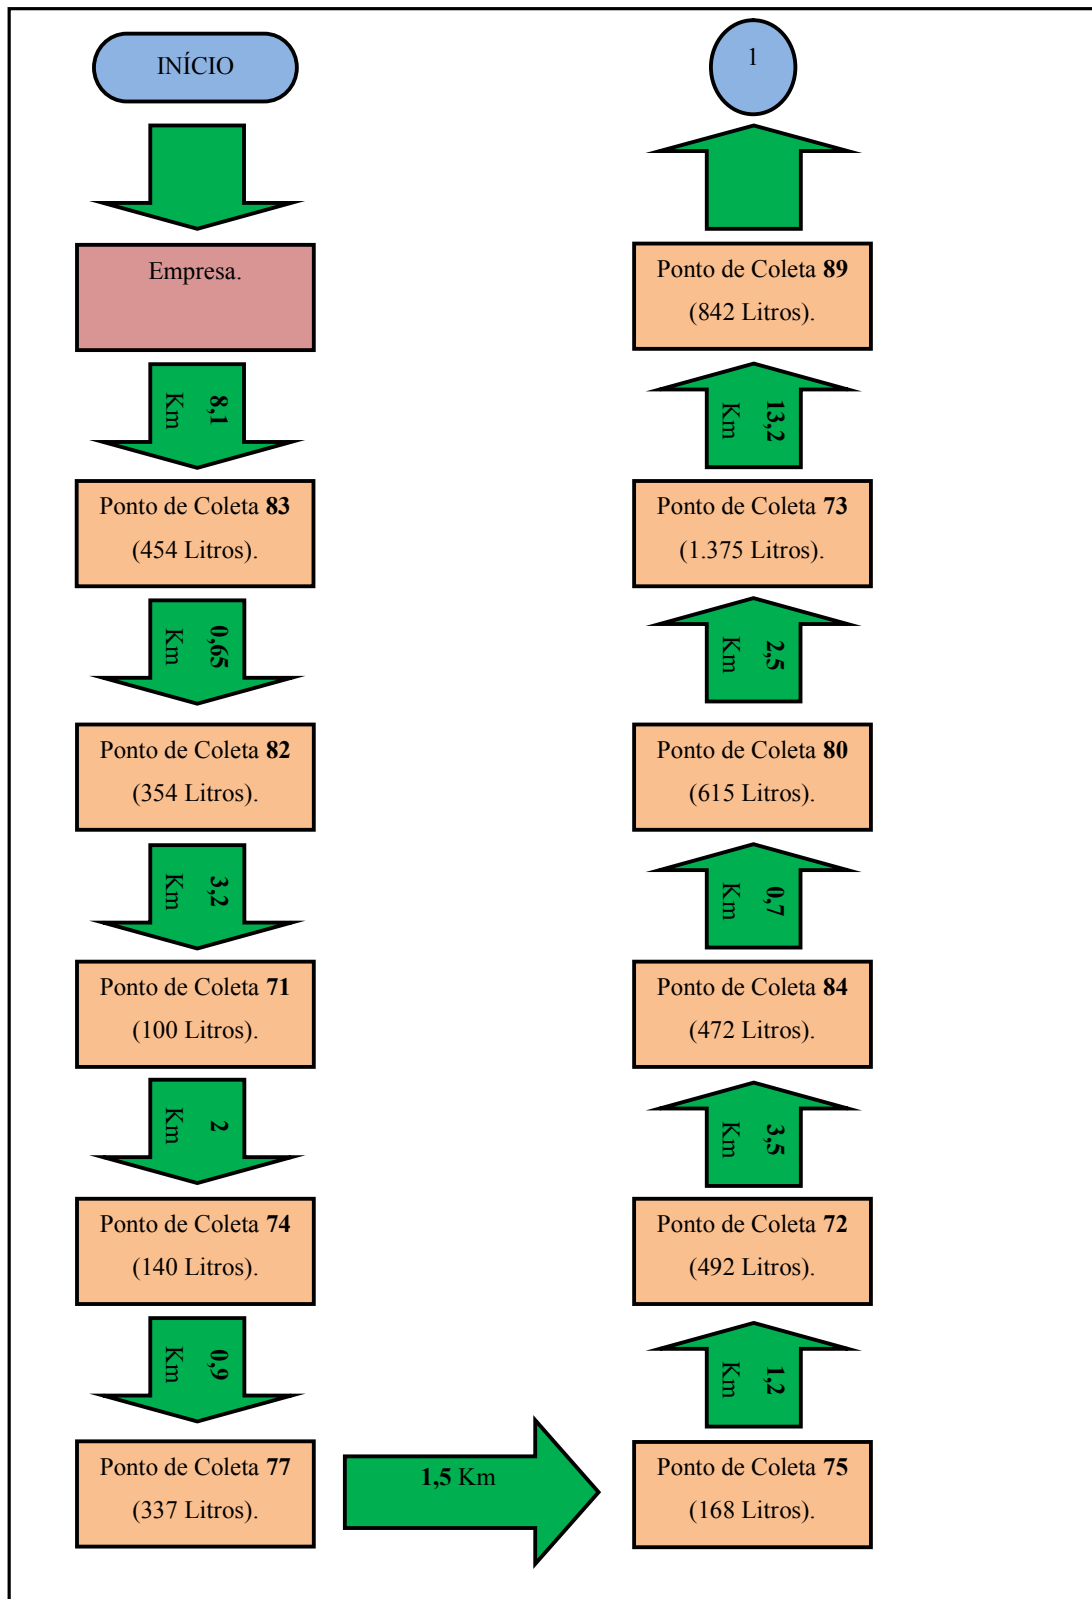 INÍCIO
Empresa.
8,1
Km
Ponto de Coleta 83
(454 Litros).
0,65
Km
Ponto de Coleta 82
(354 Litros).
3,2
Km
Ponto de Coleta 71
(100 Litros).
2
Km
Ponto de Coleta 74
(140 Litros).
0,9
Km
Ponto de Coleta 77
(337 Litros).
1,5 Km
Ponto de Coleta 75
(168 Litros).
1,2
Km
Ponto de Coleta 72
(492 Litros).
3,5
Km
Ponto de Coleta 84
(472 Litros).
0,7
Km
Ponto de Coleta 80
(615 Litros).
2,5
Km
Ponto de Coleta 73
(1.375 Litros).
13,2
Km
Ponto de Coleta 89
(842 Litros).
1